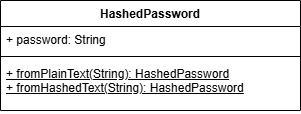 HashedPassword
+ password: String
+ fromPlainText(String): HashedPassword
+ fromHashedText(String): HashedPassword